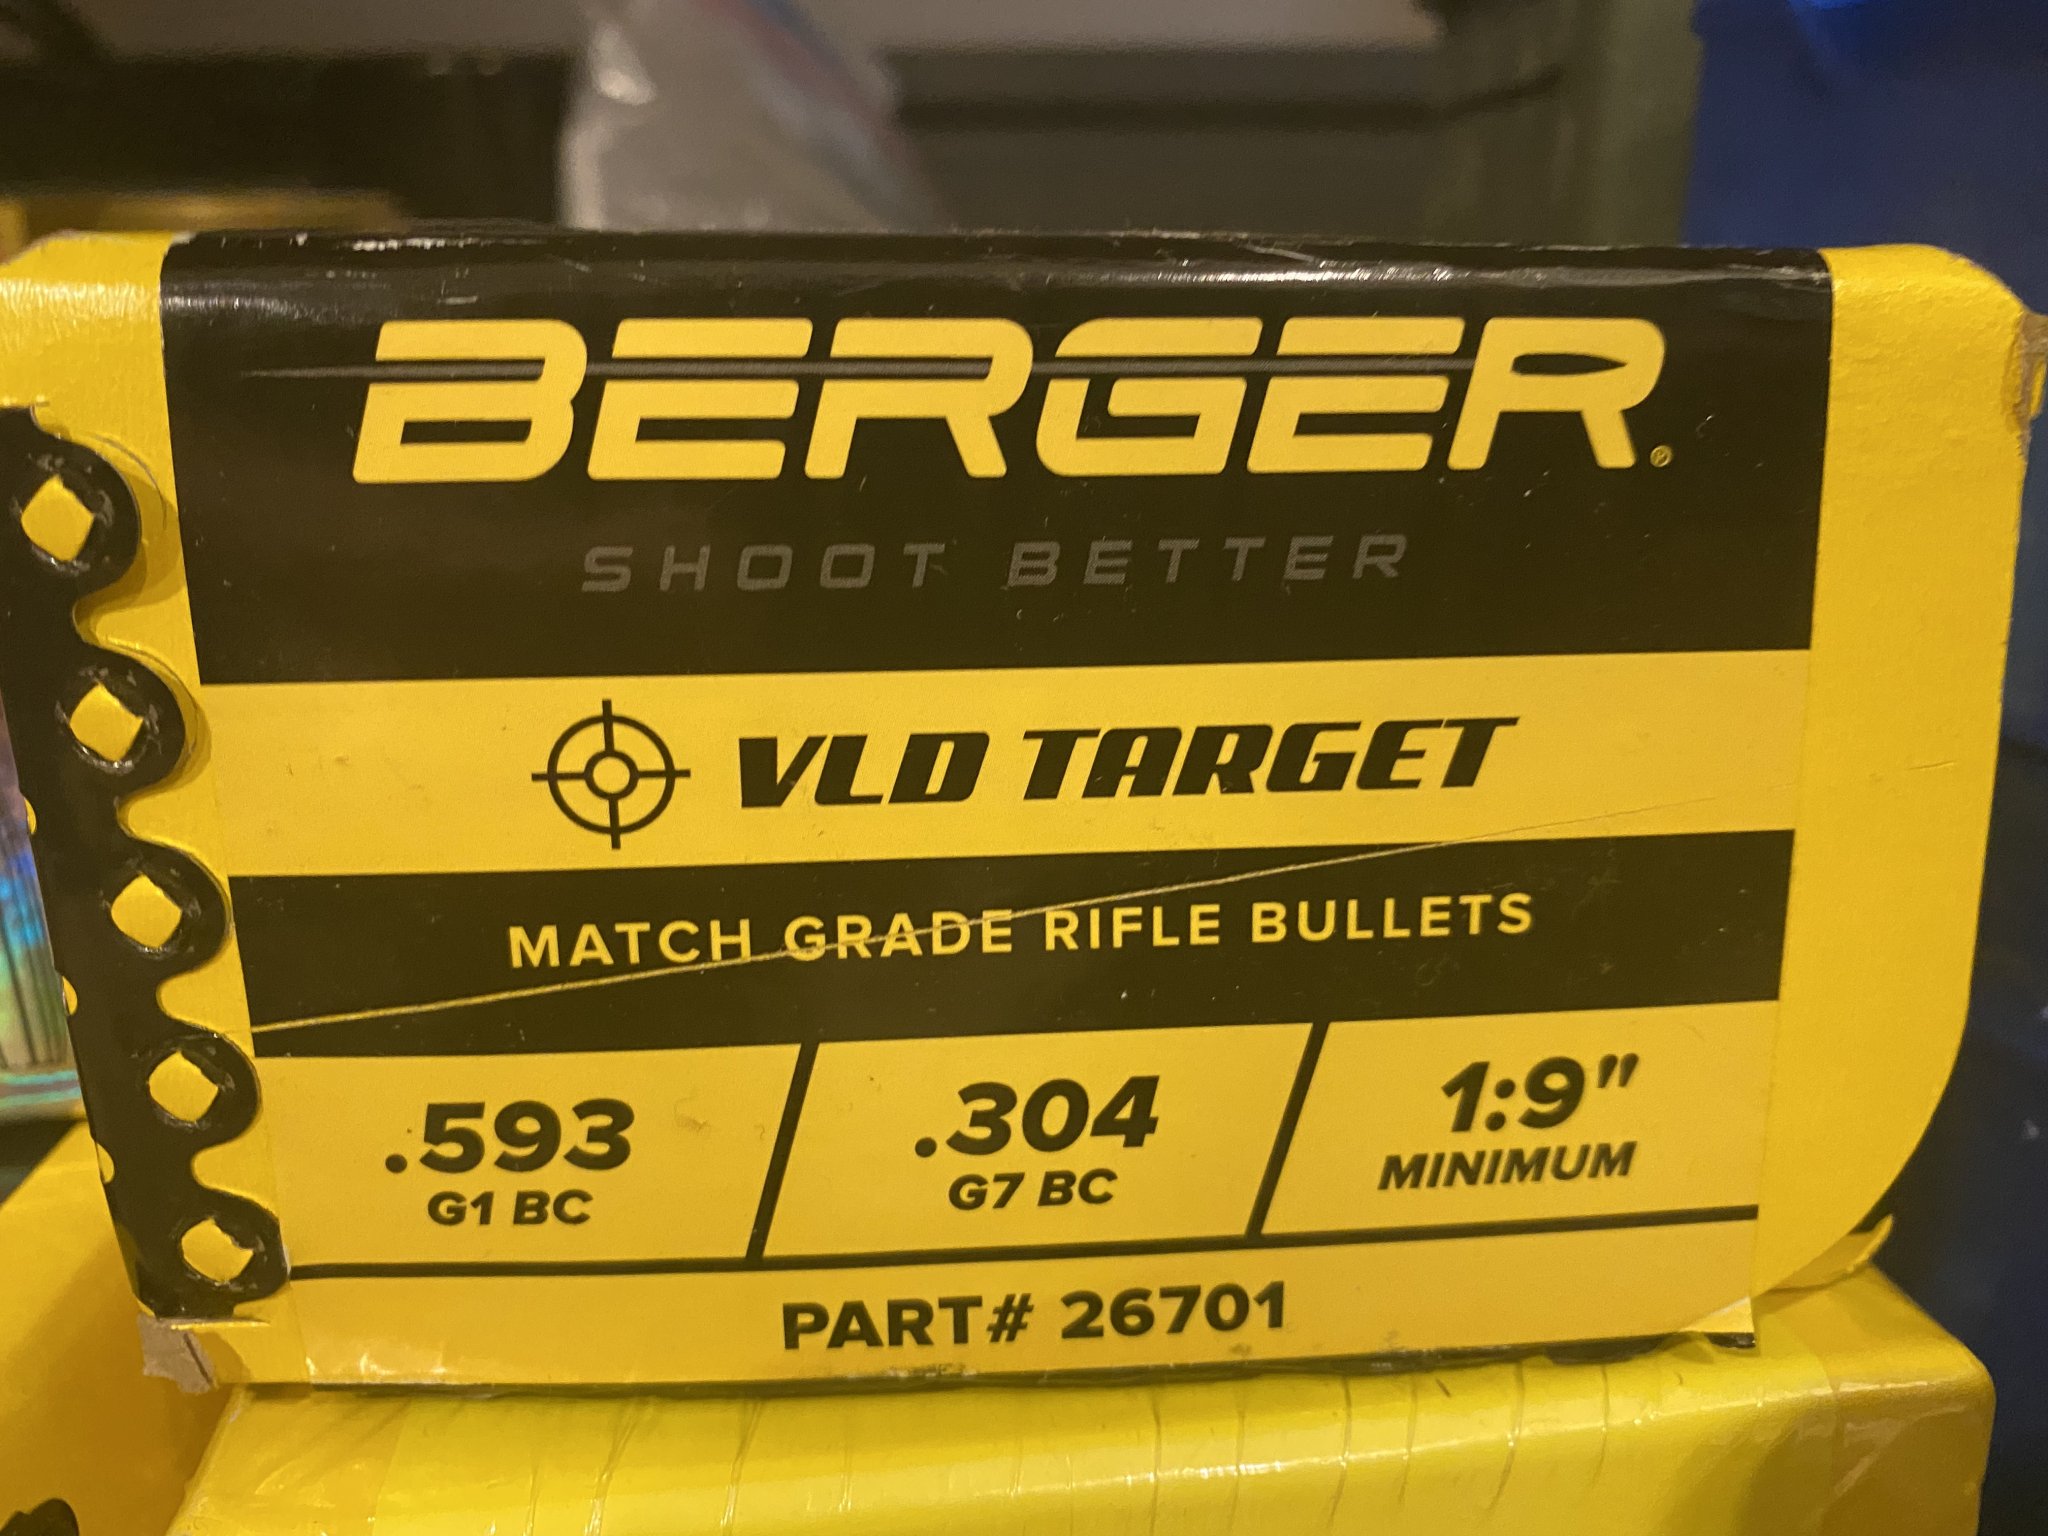 BERGER®
SHOOT BETTER
VLD TARGET
MATCH GRADE RIFLE BULLETS
.593
G1 BC
.304
G7 BC
1:9"
MINIMUM
PART# 26701